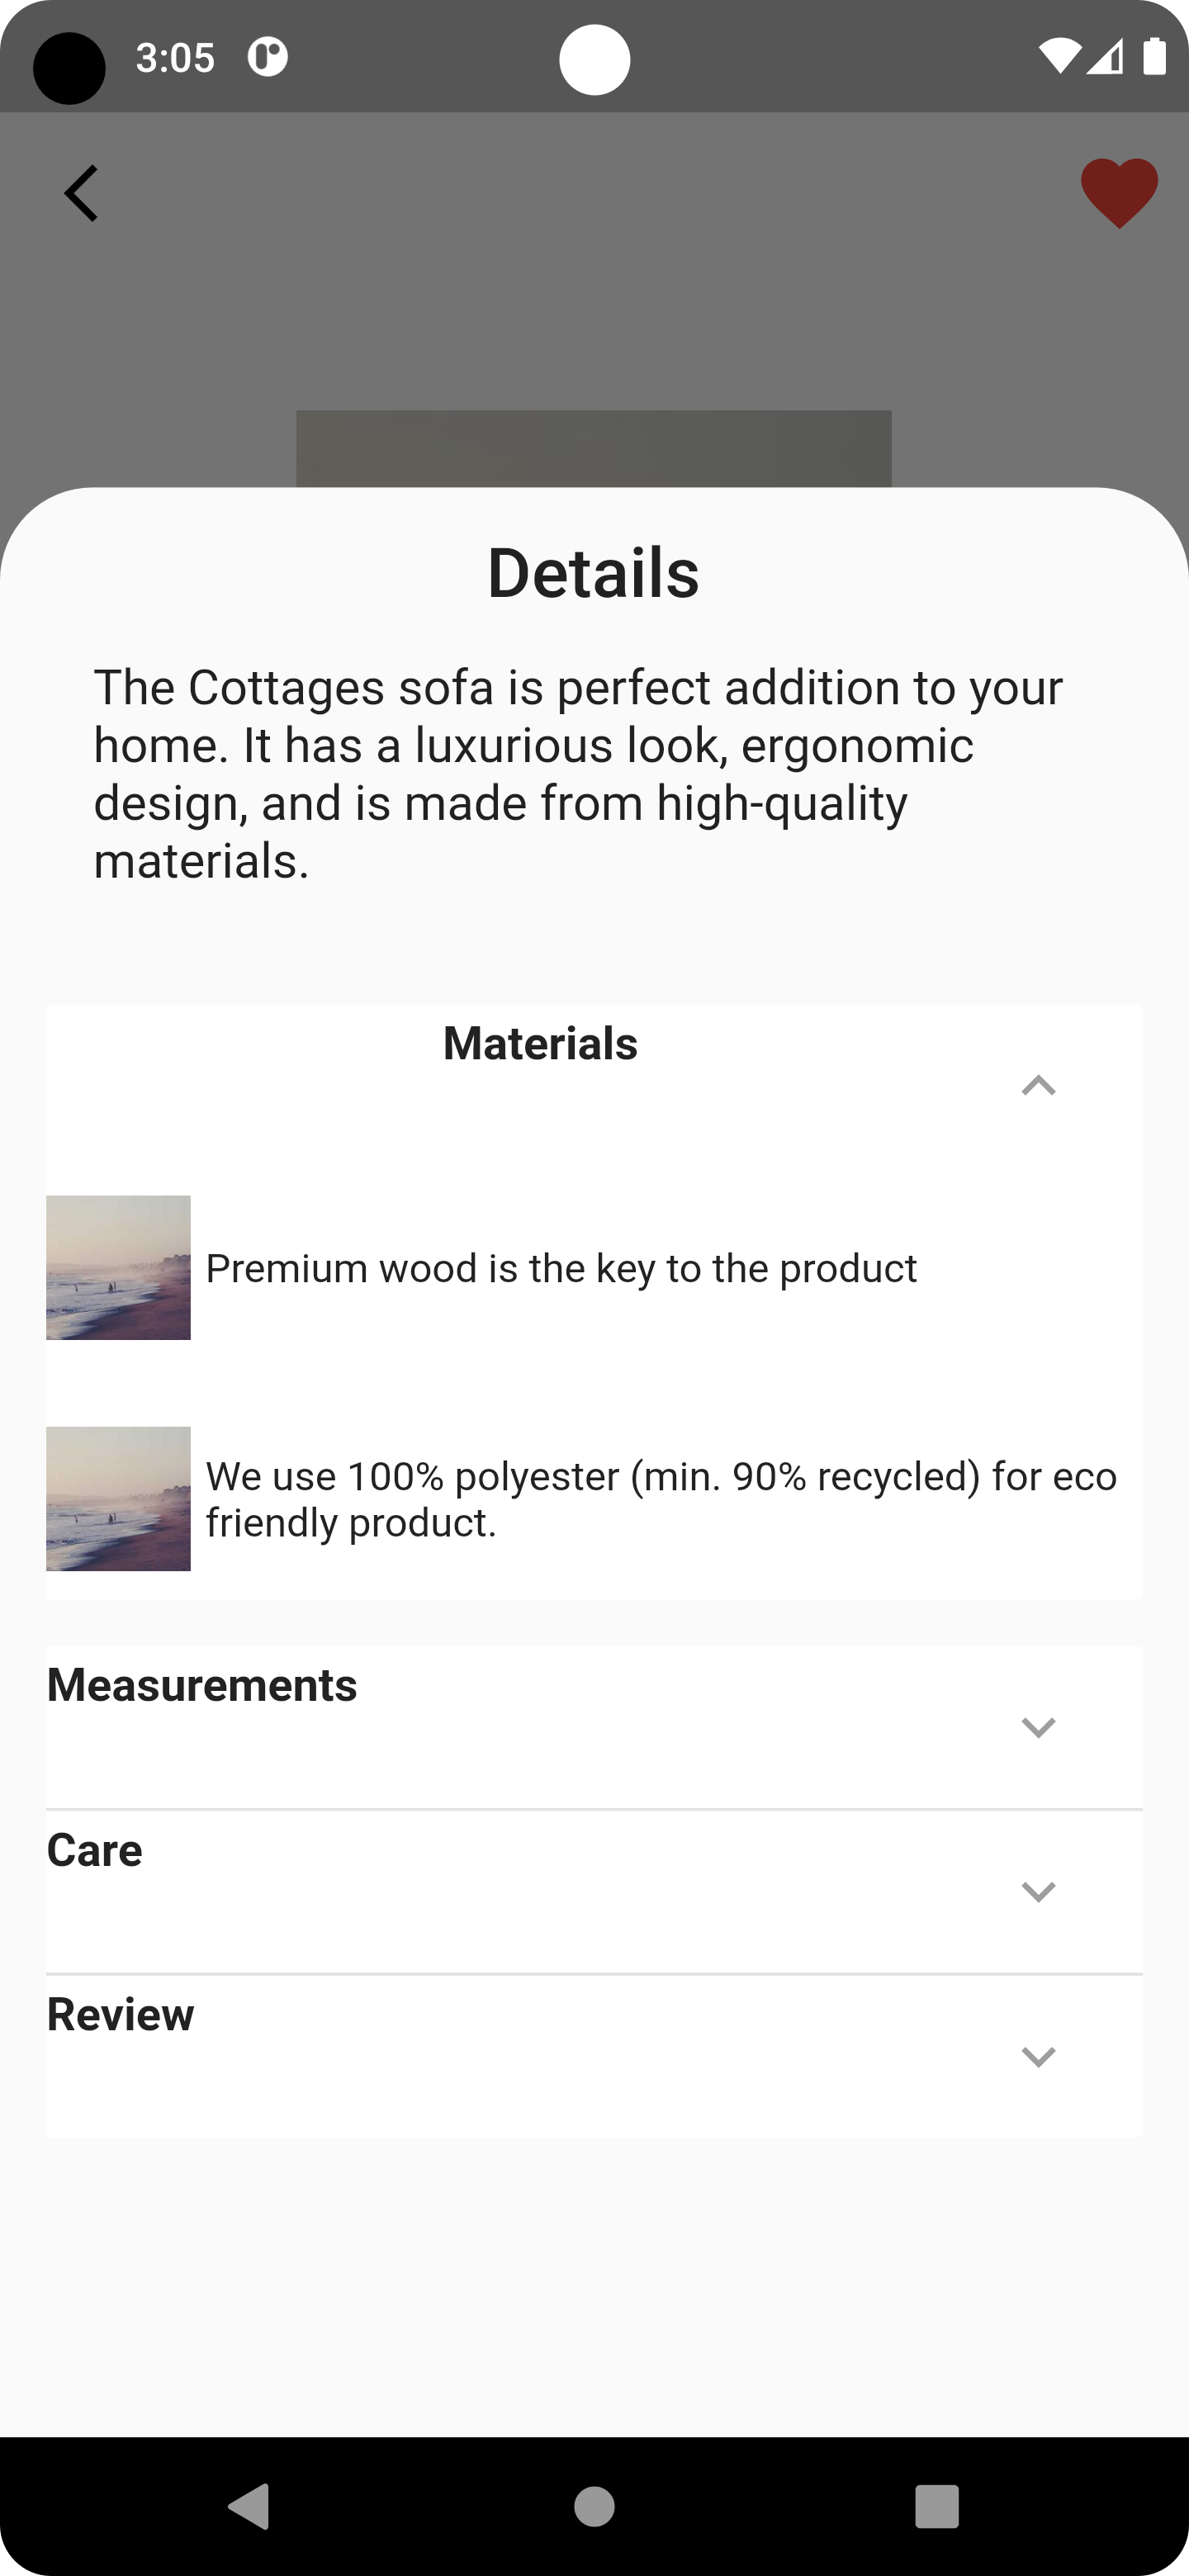 3:05
Details
The Cottages sofa is perfect addition to your
home. It has a luxurious look, ergonomic
design, and is made from high-quality
materials.
Materials
Premium wood is the key to the product
We use 100% polyester (min. 90% recycled) for eco
friendly product.
Measurements
Care
Review